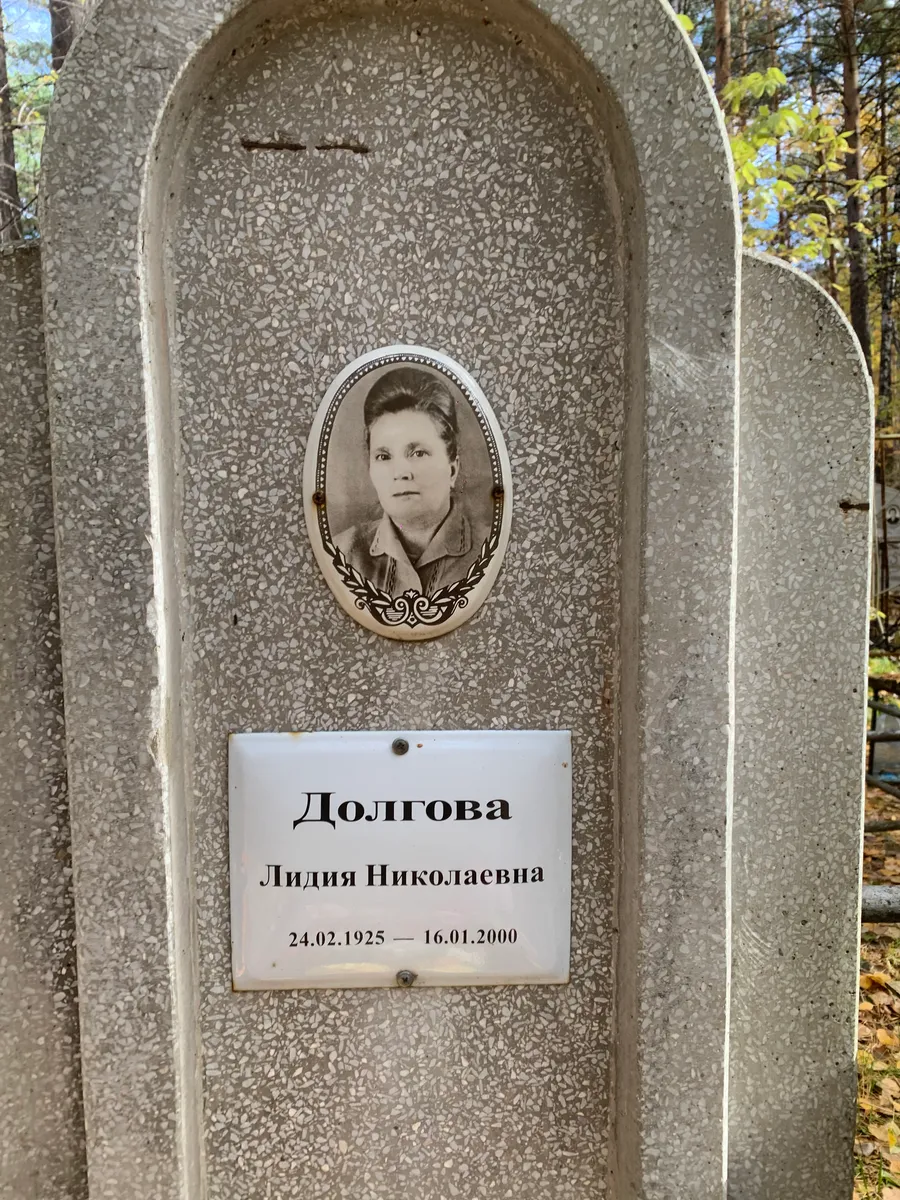 Долгова
Лидия Николаевна
24.02.1925 — 16.01.2000